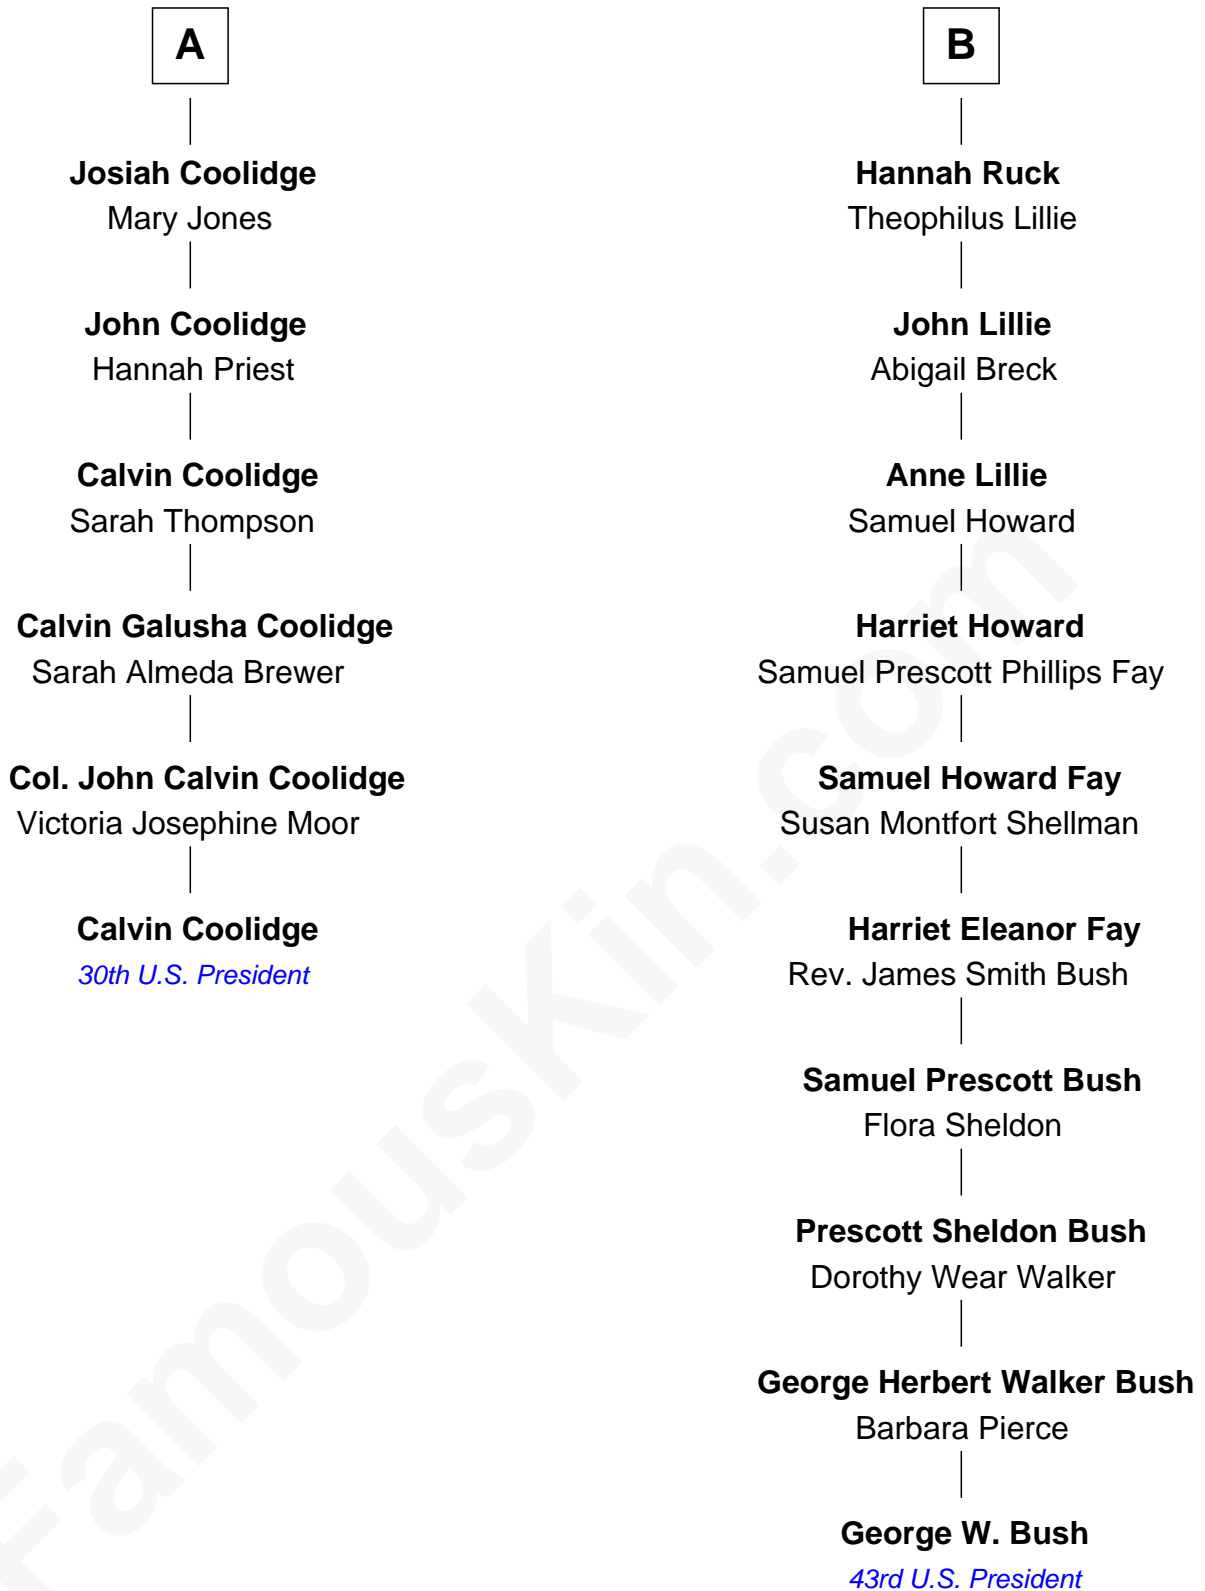 A
Josiah Coolidge
Mary Jones
John Coolidge
Hannah Priest
Calvin Coolidge
Sarah Thompson
Calvin Galusha Coolidge
Sarah Almeda Brewer
Col. John Calvin Coolidge
Victoria Josephine Moor
Calvin Coolidge
30th U.S. President
B
Hannah Ruck
Theophilus Lillie
John Lillie
Abigail Breck
Anne Lillie
Samuel Howard
Harriet Howard
Samuel Prescott Phillips Fay
Samuel Howard Fay
Susan Montfort Shellman
Harriet Eleanor Fay
Rev. James Smith Bush
Samuel Prescott Bush
Flora Sheldon
Prescott Sheldon Bush
Dorothy Wear Walker
George Herbert Walker Bush
Barbara Pierce
George W. Bush
43rd U.S. President
FamousKin.com